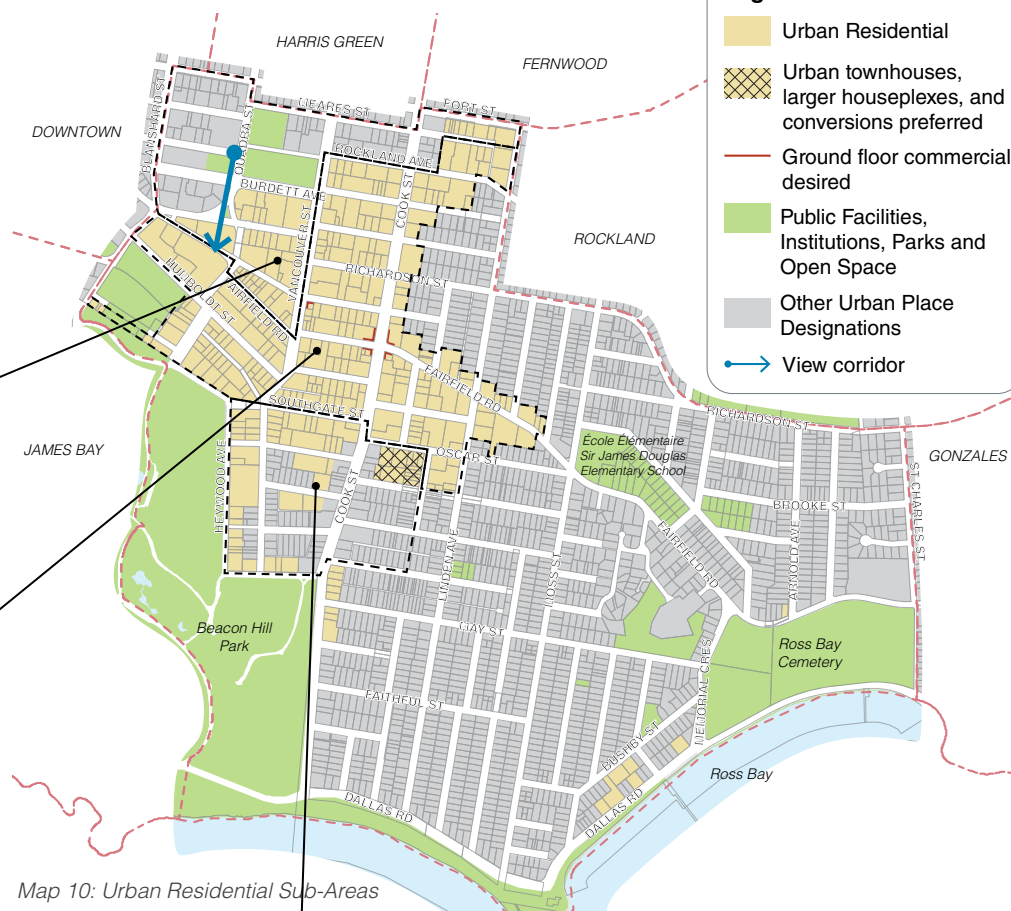 HARRIS GREEN
FERNWOOD
DOWNTOWN
ROCKLAND
JAMES BAY
GONZALES
BLANSHARD ST
QUADRA ST
MEARES ST
FORT ST
ROCKLAND AVE
BURDETT AVE
COOK ST
VANCOUVER ST
RICHARDSON ST
HUMBOLDT ST
FAIRFIELD RD
FAIRFIELD RD
SOUTHGATE ST
OSCAR ST
HEYWOOD AVE
COOK ST
LINDEN AVE
MOSS ST
École Élémentaire
Sir James Douglas
Elementary School
RICHARDSON ST
BROOKE ST
ST CHARLES ST
ARNOLD AVE
FAIRFIELD RD
MAY ST
Beacon Hill
Park
Ross Bay
Cemetery
MEMORIAL CRES
FAITHFUL ST
BUSHBY ST
DALLAS RD
DALLAS RD
Ross Bay
Urban Residential
Urban townhouses,
larger houseplexes, and
conversions preferred
Ground floor commercial
desired
Public Facilities,
Institutions, Parks and
Open Space
Other Urban Place
Designations
View corridor
Map 10: Urban Residential Sub-Areas